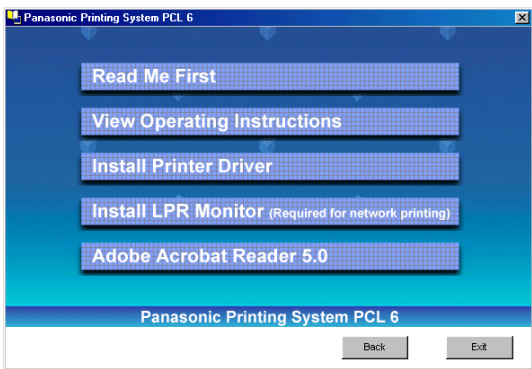 Panasonic Printing System PCL 6
Read Me First
View Operating Instructions
Install Printer Driver
Install LPR Monitor (Required for network printing)
Adobe Acrobat Reader 5.0
Panasonic Printing System PCL 6
Back Exit